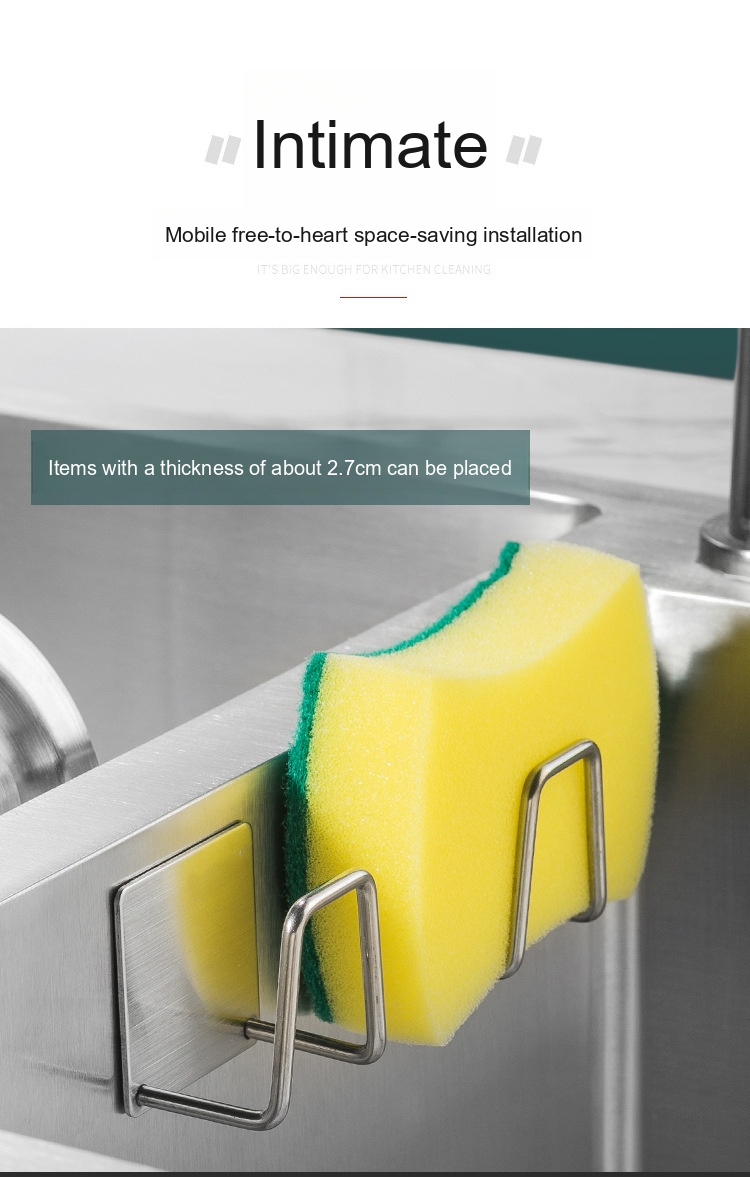 Intimate
Mobile free-to-heart space-saving installation
IT'S BIG ENOUGH FOR KITCHEN CLEANING
Items with a thickness of about 2.7cm can be placed